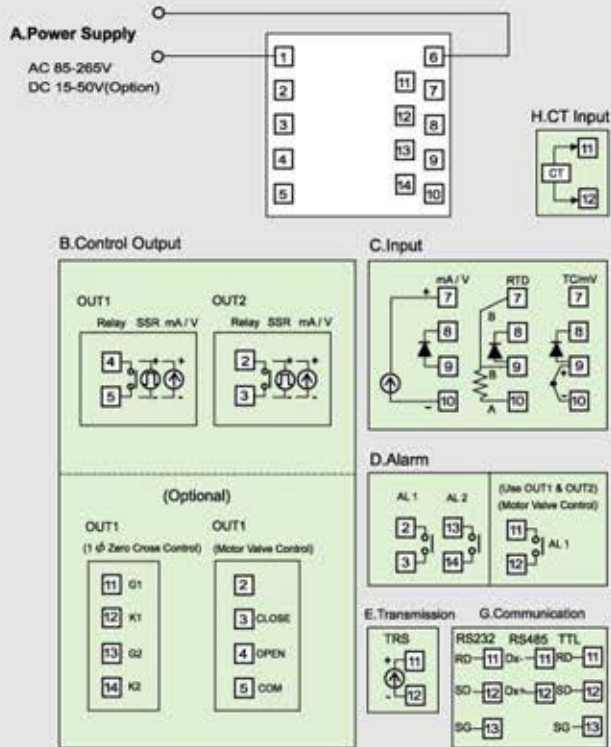 A.Power Supply
AC 85-265V
DC 15-50V(Option)
1 6
2 11 7
3 12 8
4 13 9
5 14 10
H.CT Input
11
CT
12
B.Control Output
OUT1 OUT2
Relay SSR mA/V Relay SSR mA/V
4 + + 2 + +
5 - - 3 - -
(Optional)
OUT1 OUT1
(1 ϕ Zero Cross Control) (Motor Valve Control)
11 G1 2
12 K1 3 CLOSE
13 G2 4 OPEN
14 K2 5 COM
C.Input
mA/V RTD TC/mV
+ 7 7 7
B
8 8 8
9 B 9 + 9
- 10 A 10 - 10
D.Alarm
AL 1 AL 2 (Use OUT1 & OUT2)
(Motor Valve Control)
2 13 11
AL 1
3 14 12
E.Transmission G.Communication
TRS RS232 RS485 TTL
+ 11 RD 11 Dx- 11 RD 11
- 12 SD 12 Dx+ 12 SD 12
SG 13 SG 13